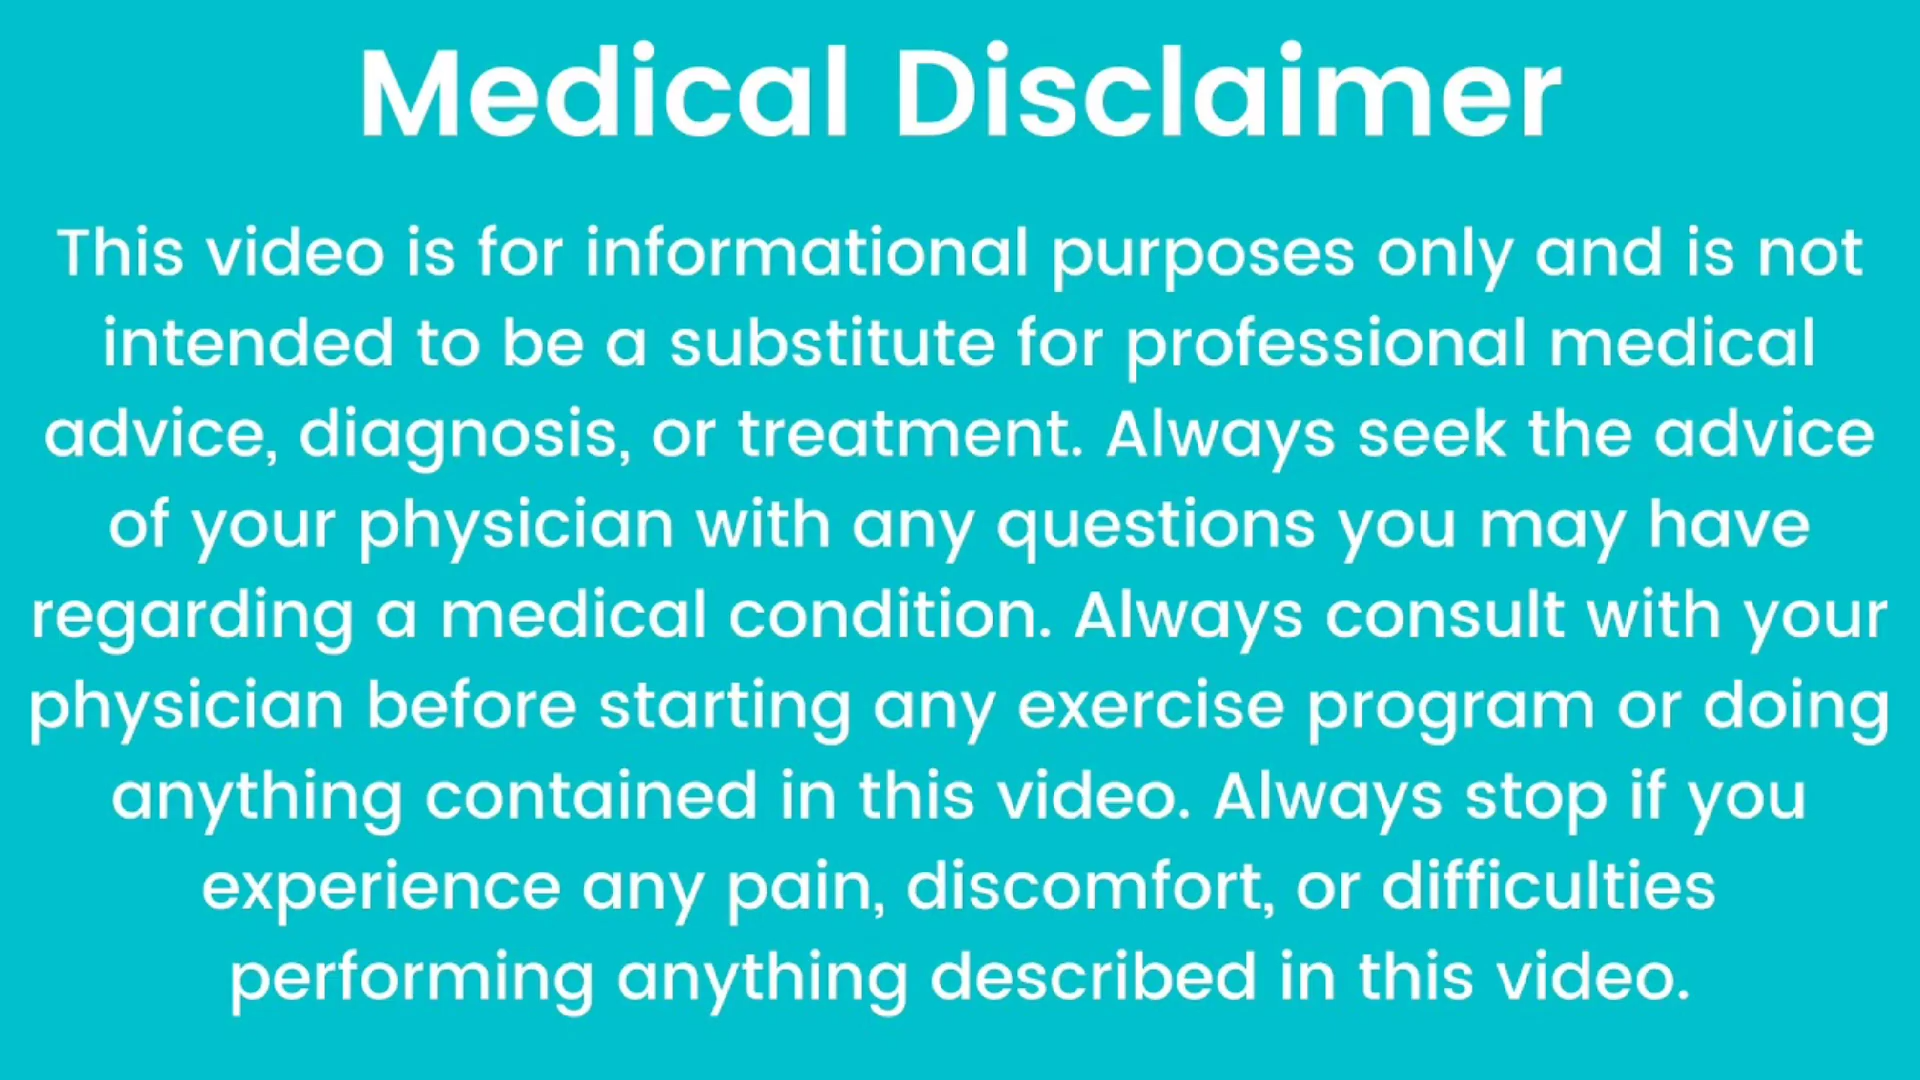 Medical Disclaimer
This video is for informational purposes only and is not
intended to be a substitute for professional medical
advice, diagnosis, or treatment. Always seek the advice
of your physician with any questions you may have
regarding a medical condition. Always consult with your
physician before starting any exercise program or doing
anything contained in this video. Always stop if you
experience any pain, discomfort, or difficulties
performing anything described in this video.